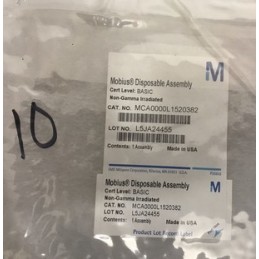 10
Mobius® Disposable Assembly
Cert Level: BASIC
Non-Gamma Irradiated
CAT. NO. MCA0000L1520362
LOT NO. L5JA24455
Contents: 1 Assembly Made in USA
M
Mobius® Disposable Assembly
Cert Level: BASIC
Non-Gamma Irradiated
CAT. NO. MCA0000L1520362
LOT NO. L5JA24455
Contents: 1 Assembly Made in USA
Product Lot Number Label
M